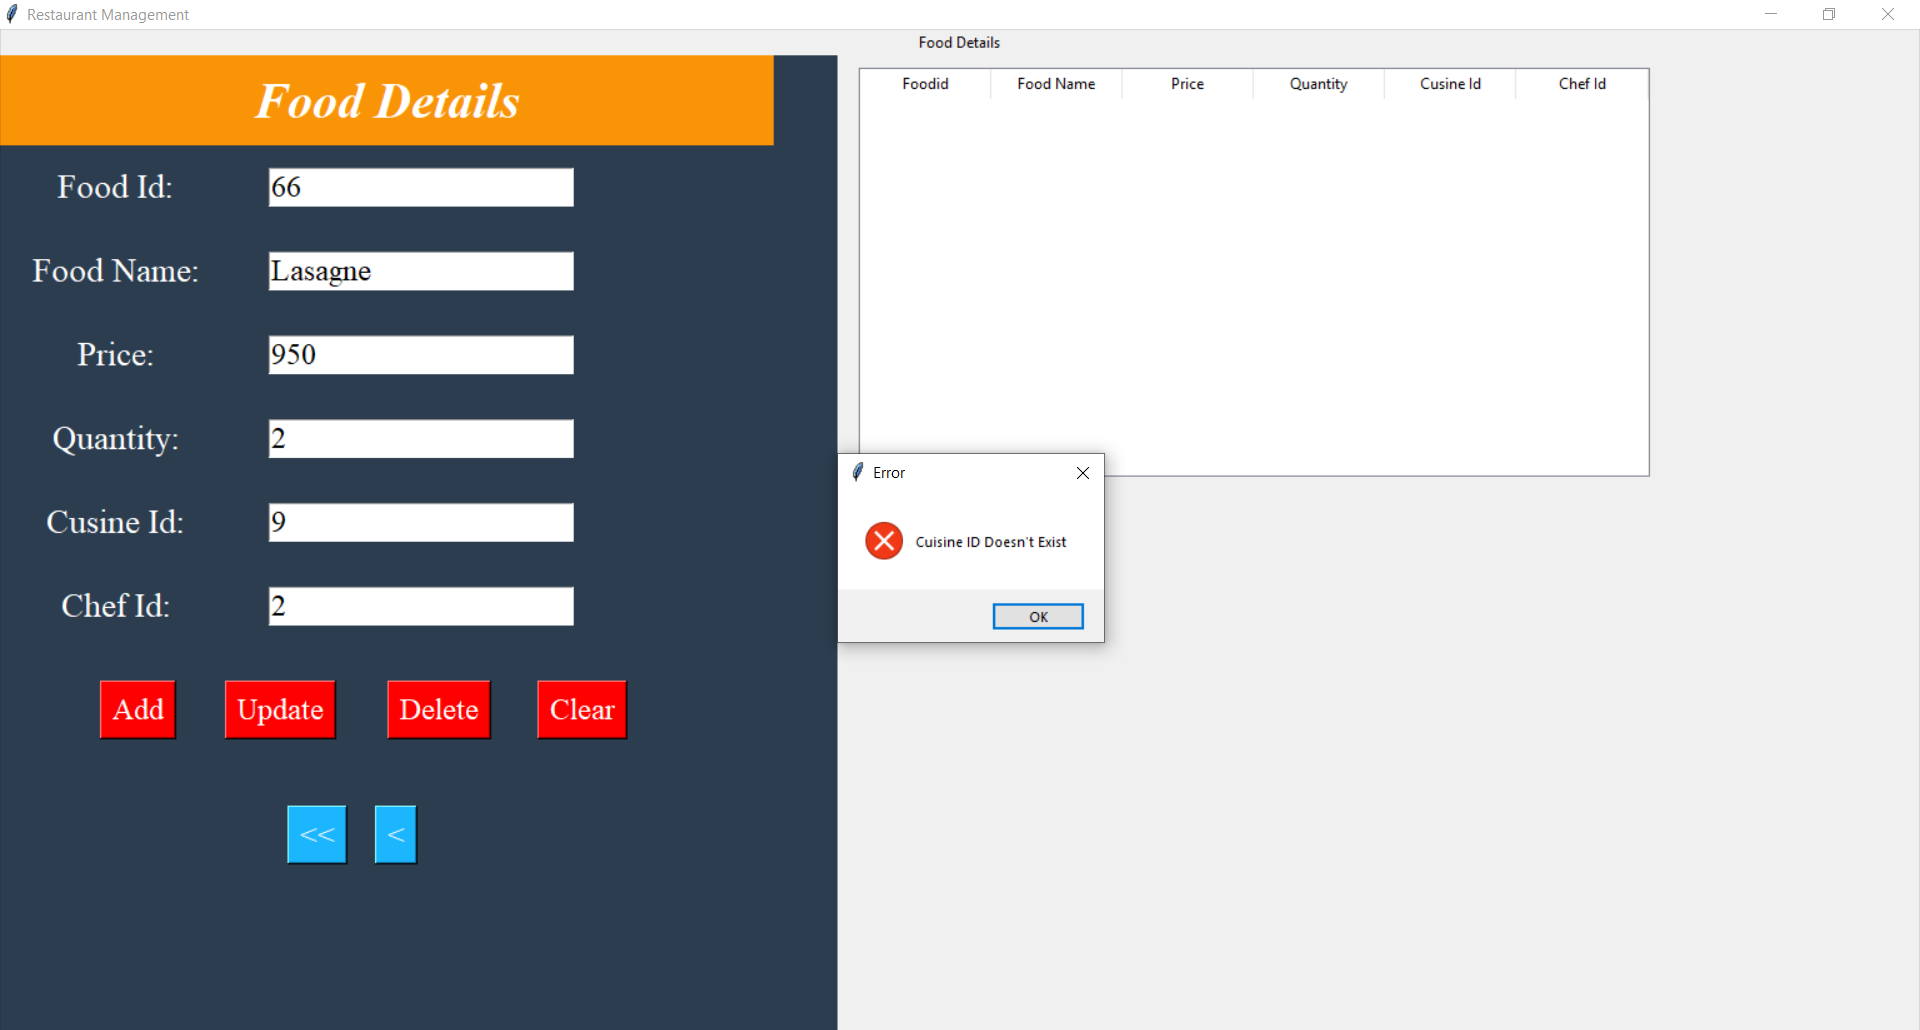 Restaurant Management
Food Details
Food Details
Food Id:
66
Food Name:
Lasagne
Price:
950
Quantity:
2
Cusine Id:
9
Chef Id:
2
Add Update Delete Clear
<< <
Foodid Food Name Price Quantity Cusine Id Chef Id
Error
Cuisine ID Doesn't Exist
OK